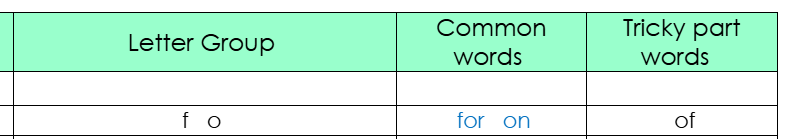 Letter Group
Common words
Tricky part words
f o
for on
of